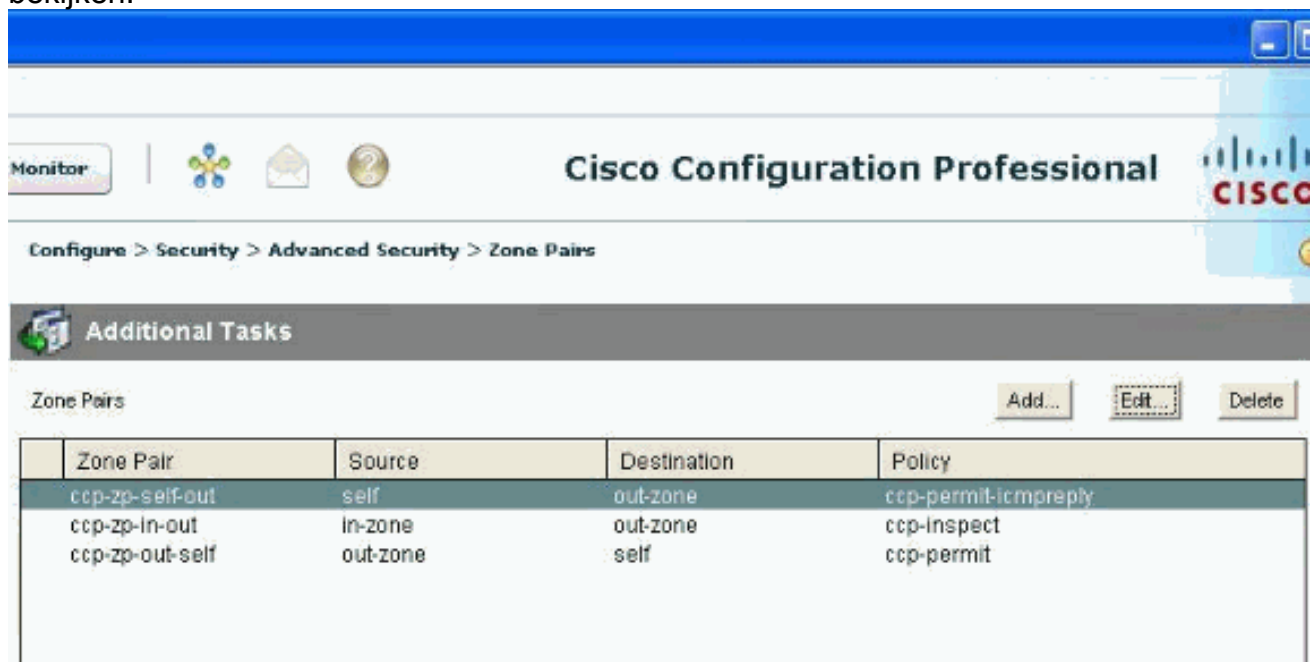 bekijken.
Monitor
Cisco Configuration Professional
CISCO
Configure > Security > Advanced Security > Zone Pairs
Additional Tasks
Zone Pairs Add... Edit... Delete
Zone Pair Source Destination Policy
ccp-zp-self-out self out-zone ccp-permit-icmpreply
ccp-zp-in-out in-zone out-zone ccp-inspect
ccp-zp-out-self out-zone self ccp-permit